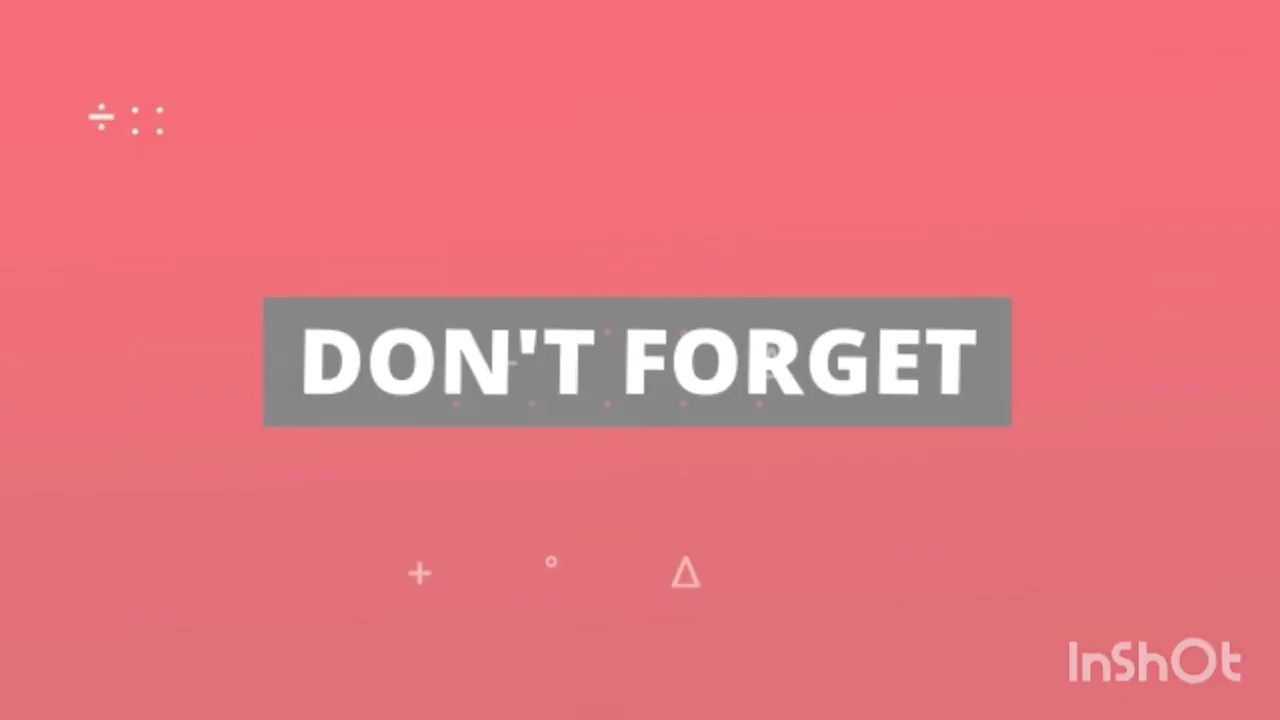 ÷ : :
DON'T FORGET
+ ° Δ
InShOt